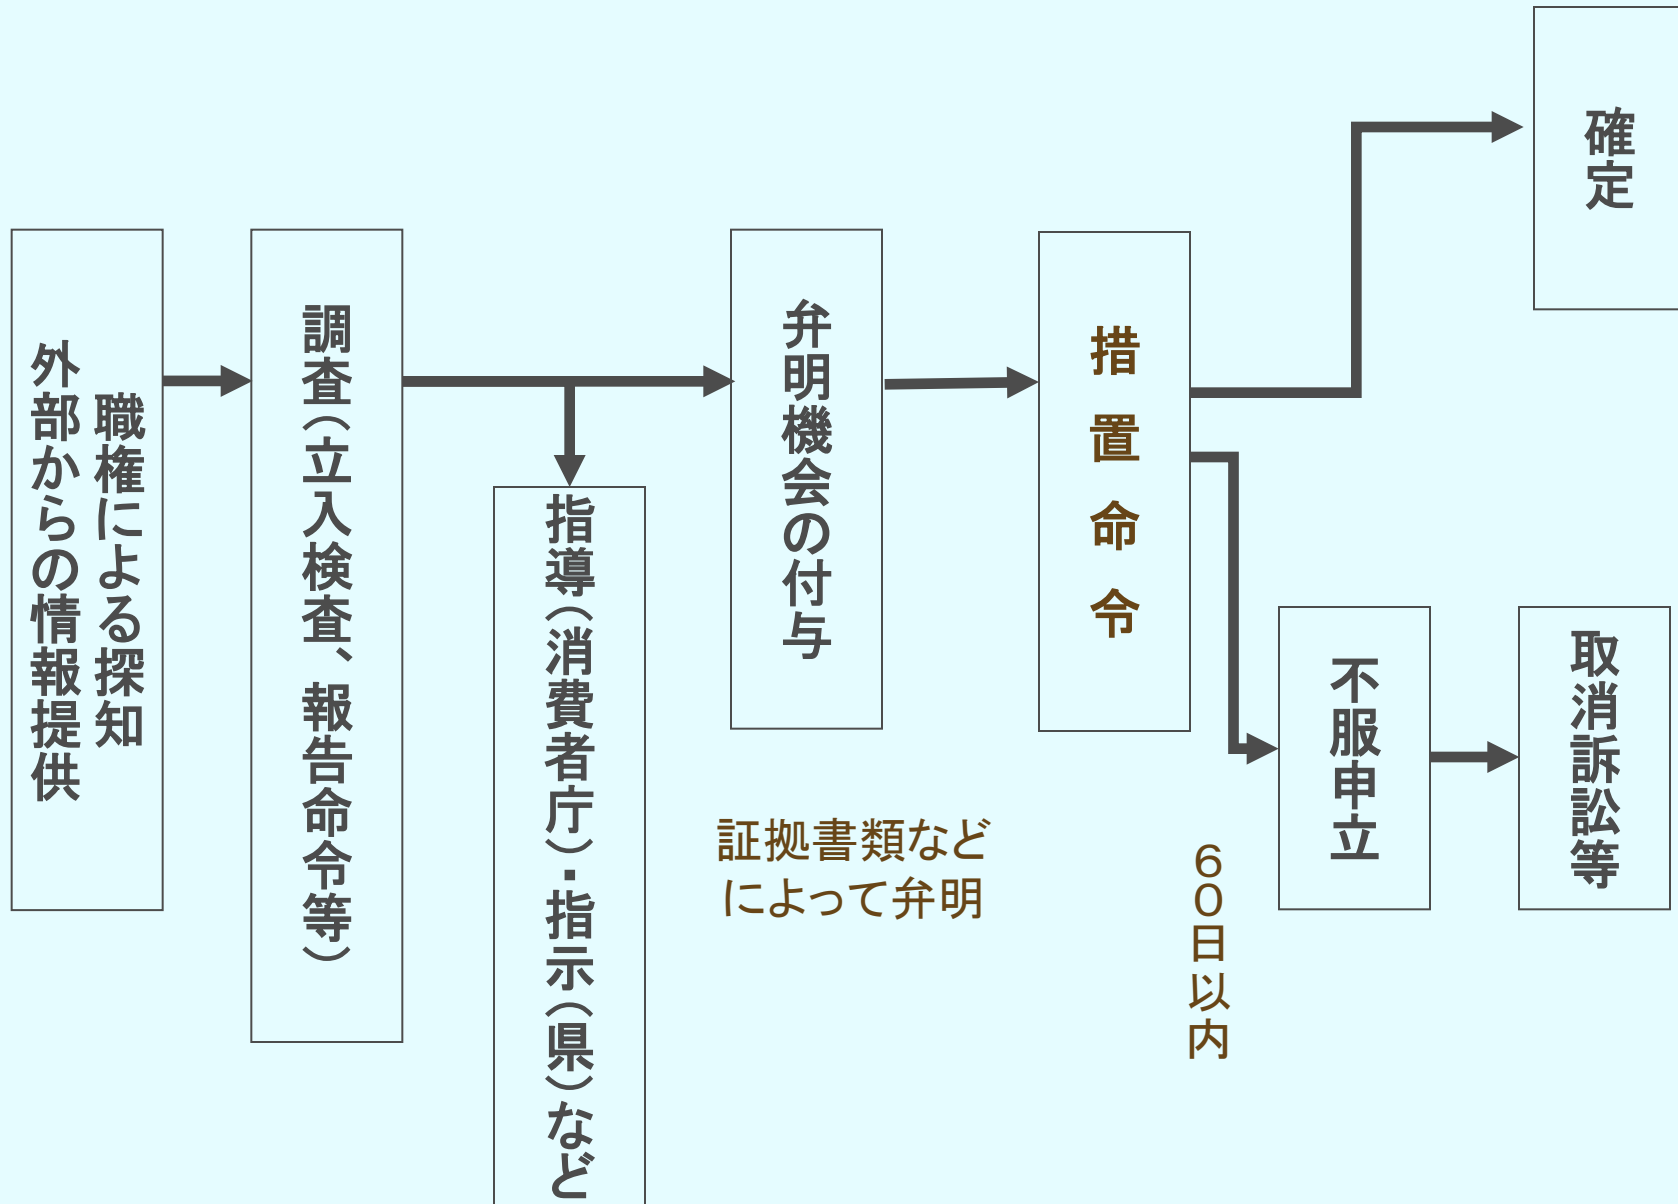 職権による探知
外部からの情報提供
調査（立入検査、報告命令等）
指導（消費者庁）・指示（県）など
弁明機会の付与
証拠書類など
によって弁明
措置命令
６０日以内
確定
不服申立
取消訴訟等